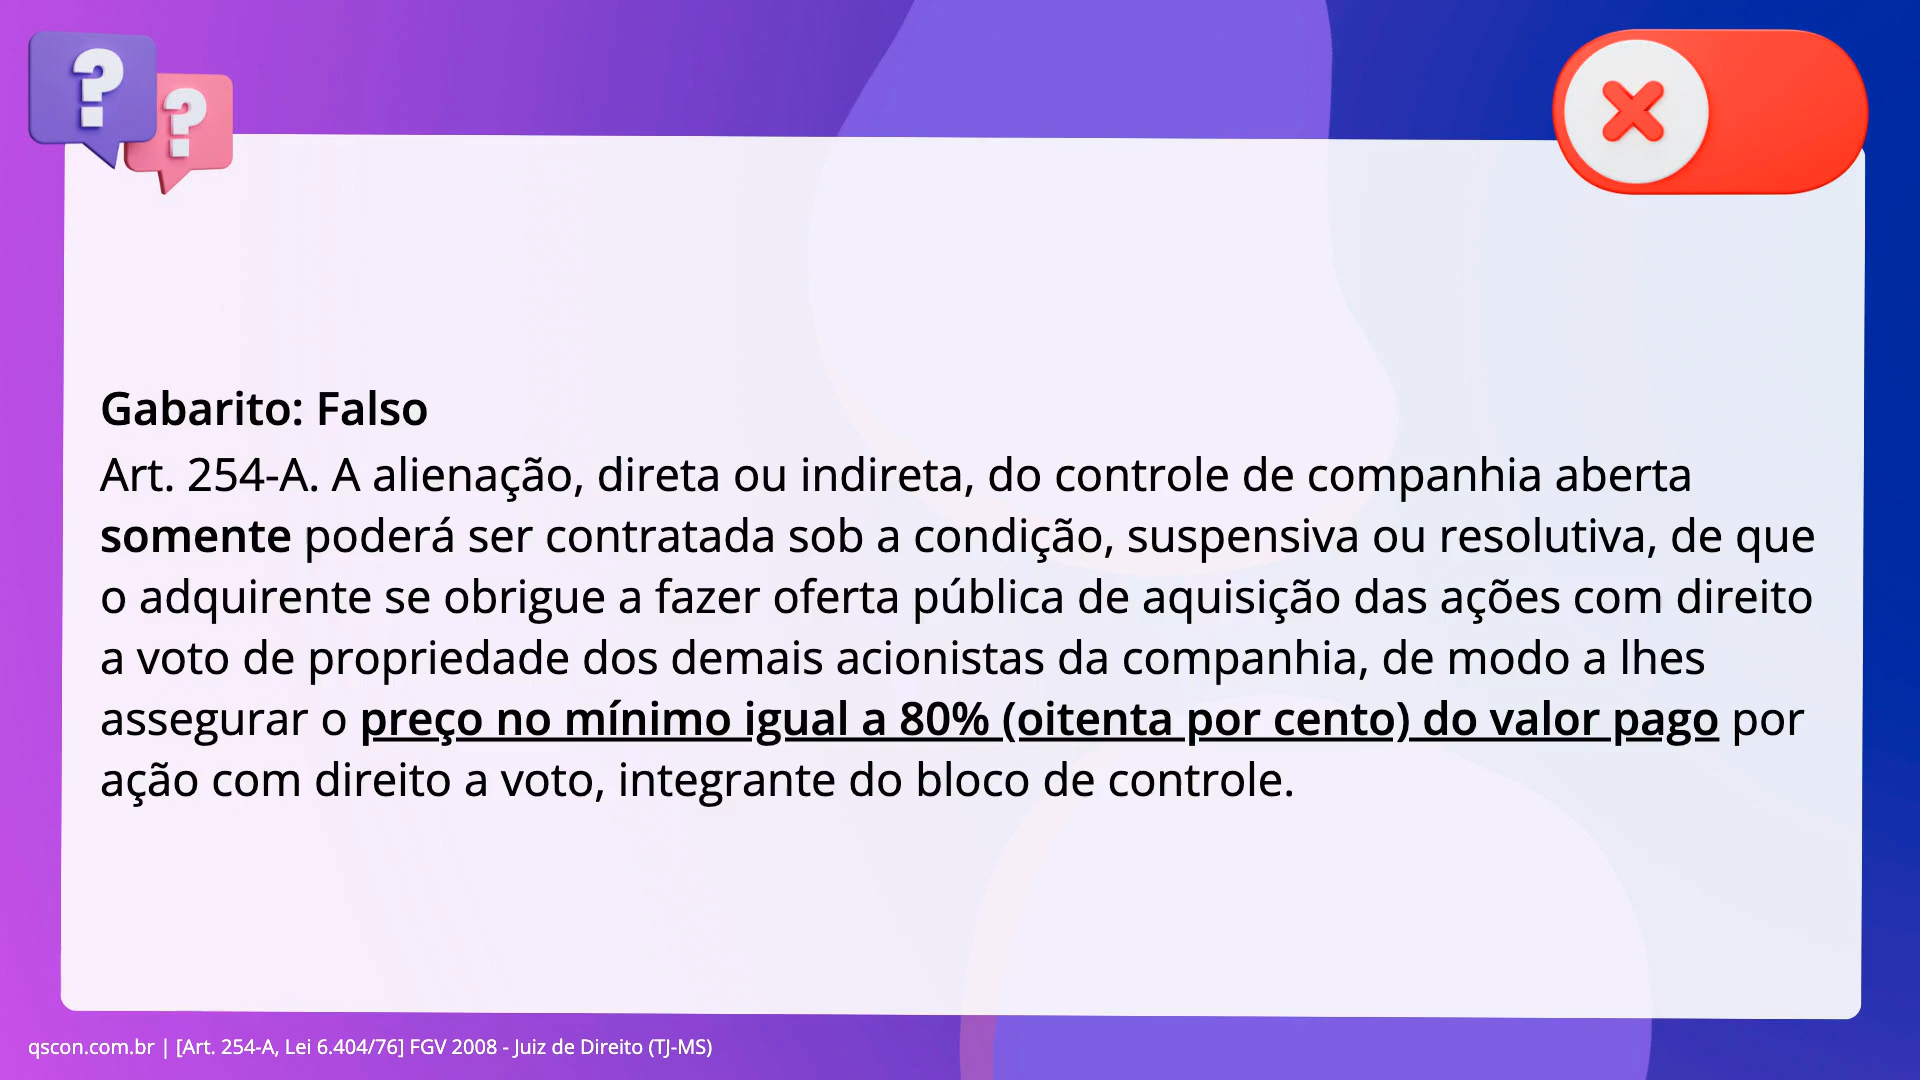 Gabarito: Falso
Art. 254-A. A alienação, direta ou indireta, do controle de companhia aberta
somente poderá ser contratada sob a condição, suspensiva ou resolutiva, de que
o adquirente se obrigue a fazer oferta pública de aquisição das ações com direito
a voto de propriedade dos demais acionistas da companhia, de modo a lhes
assegurar o preço no mínimo igual a 80% (oitenta por cento) do valor pago por
ação com direito a voto, integrante do bloco de controle.
qscon.com.br | [Art. 254-A, Lei 6.404/76] FGV 2008 - Juiz de Direito (TJ-MS)